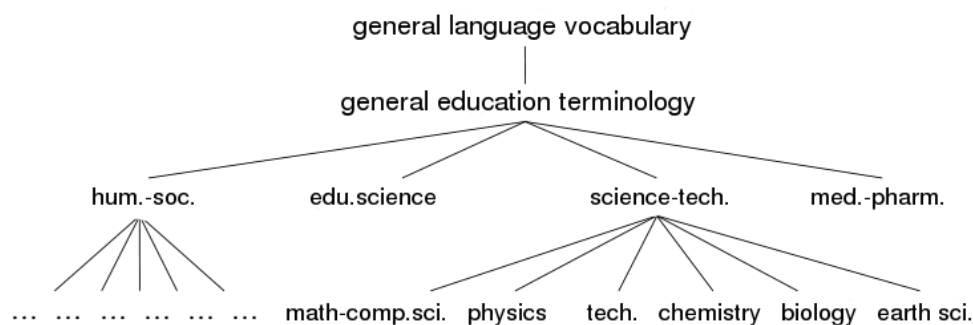 general language vocabulary
general education terminology
hum.-soc. edu.science science-tech. med.-pharm.
... ... ... ... ... ... math-comp.sci. physics tech. chemistry biology earth sci.